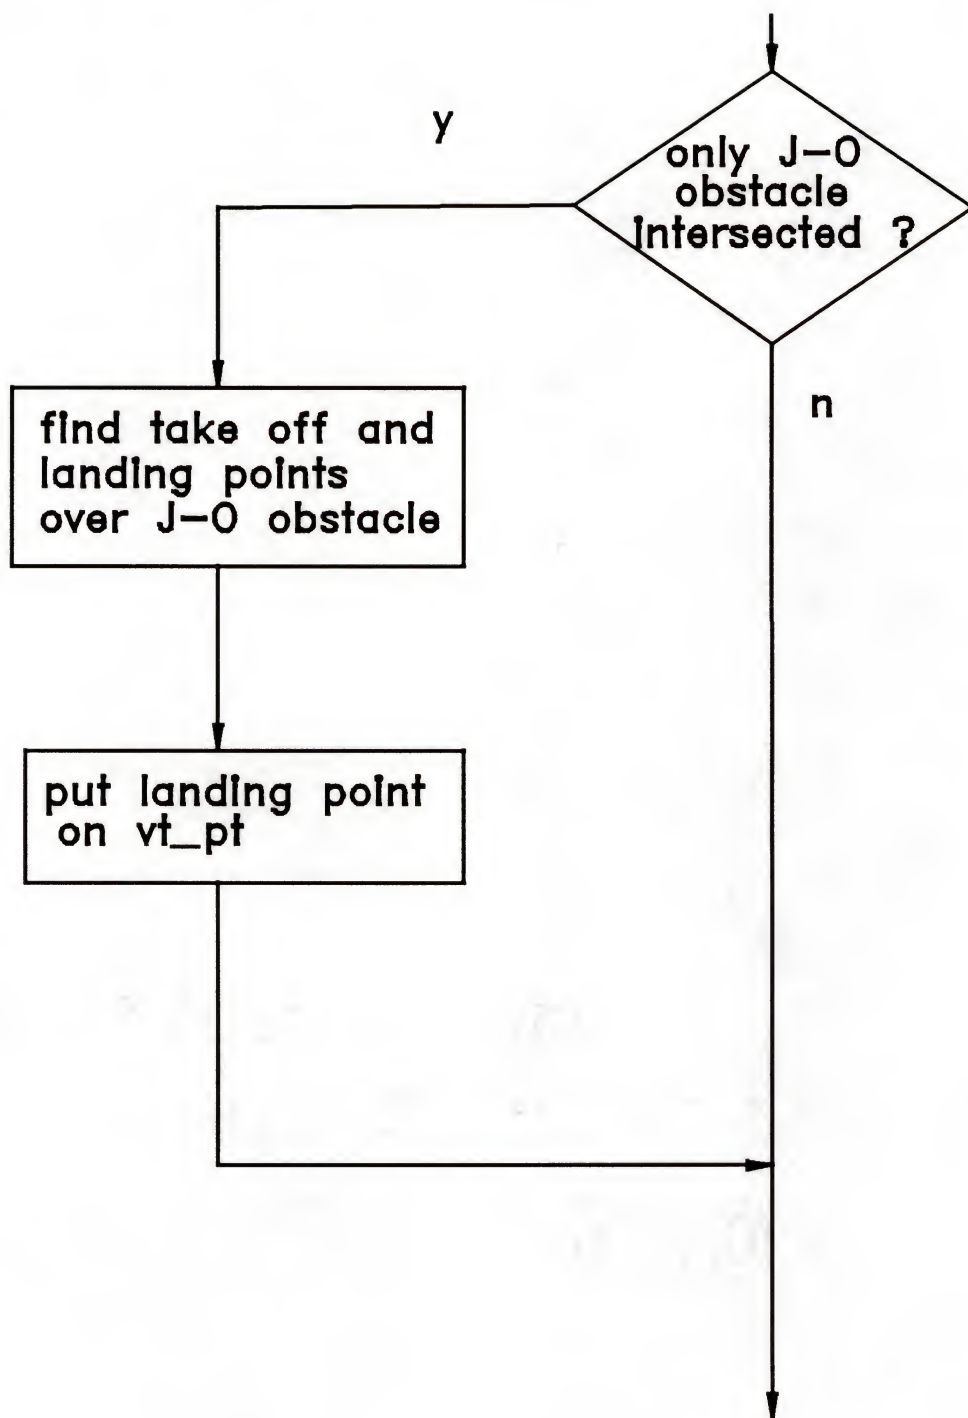 y
only J-O
obstacle
Intersected ?
n
find take off and
landing points
over J-O obstacle
put landing point
on vt_pt